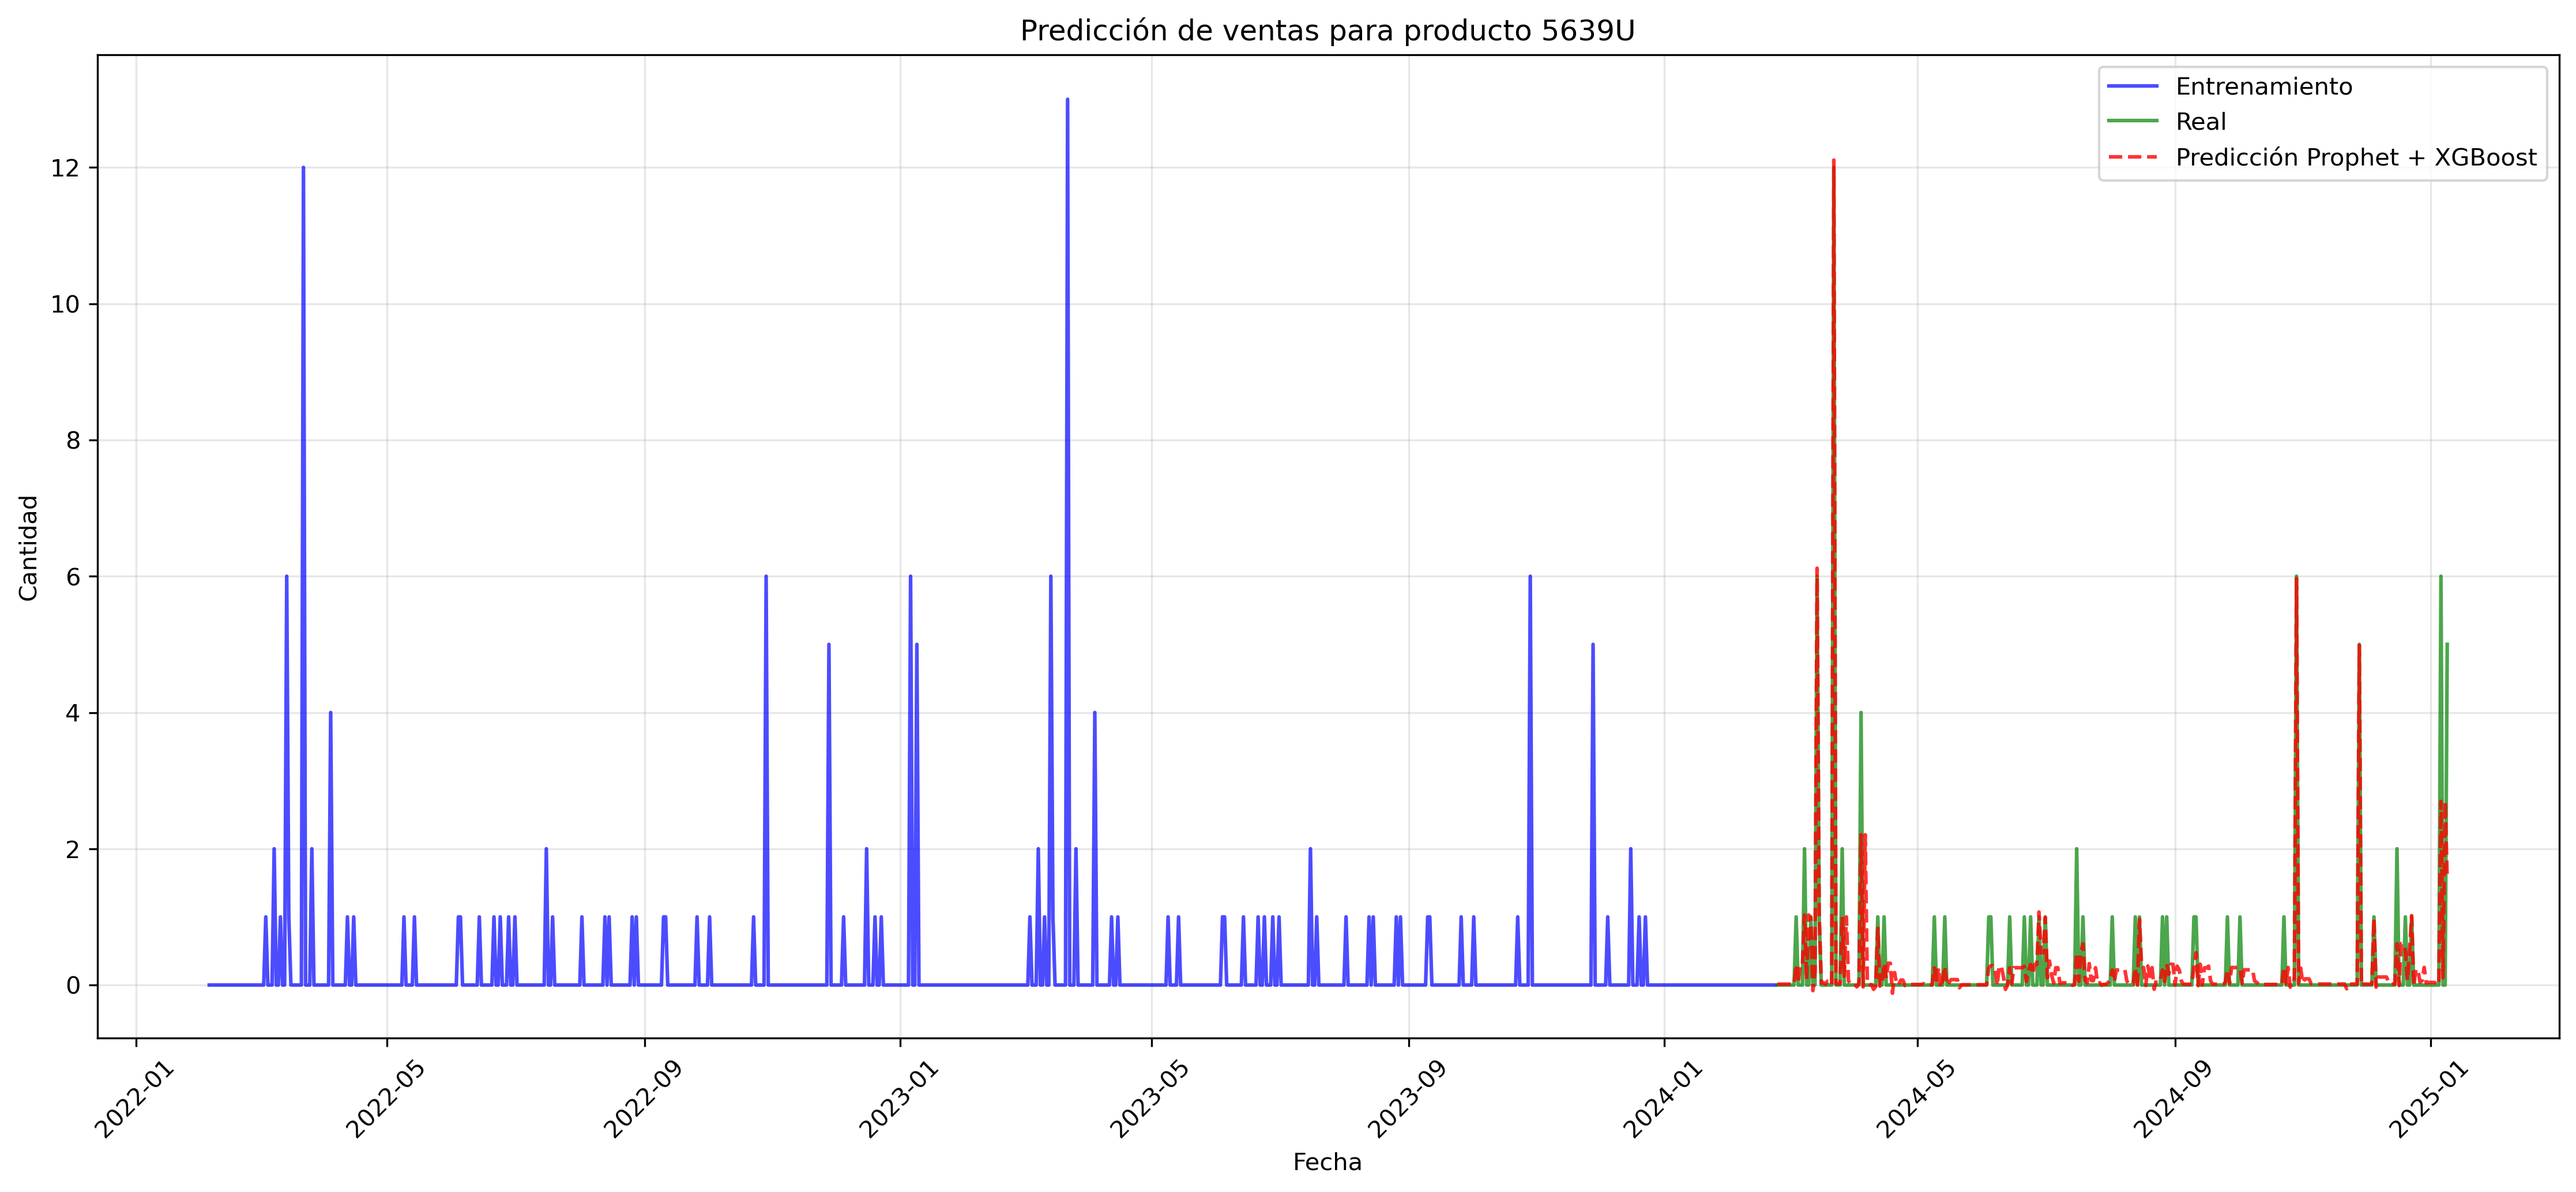 Predicción de ventas para producto 5639U
Entrenamiento
Real
Predicción Prophet + XGBoost
Cantidad
12
10
8
6
4
2
0
2022-01
2022-05
2022-09
2023-01
2023-05
2023-09
2024-01
2024-05
2024-09
2025-01
Fecha